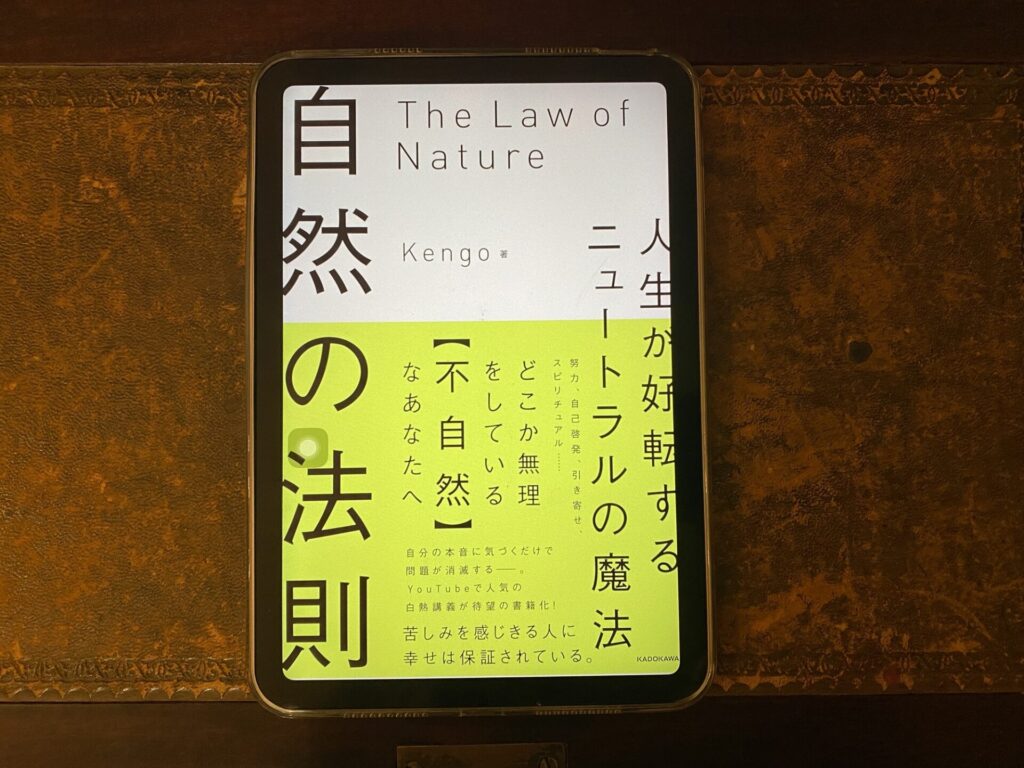 自然の法則
The Law of
Nature
Kengo 著
人生が好転する
ニュートラルの魔法
努力、自己啓発、引き寄せ、
スピリチュアル……
どこか無理
をしている
【不自然】
なあなたへ
自分の本音に気づくだけで
問題が消滅する――。
YouTubeで人気の
白熱講義が待望の書籍化!
苦しみを感じきる人に
幸せは保証されている。
KADOKAWA